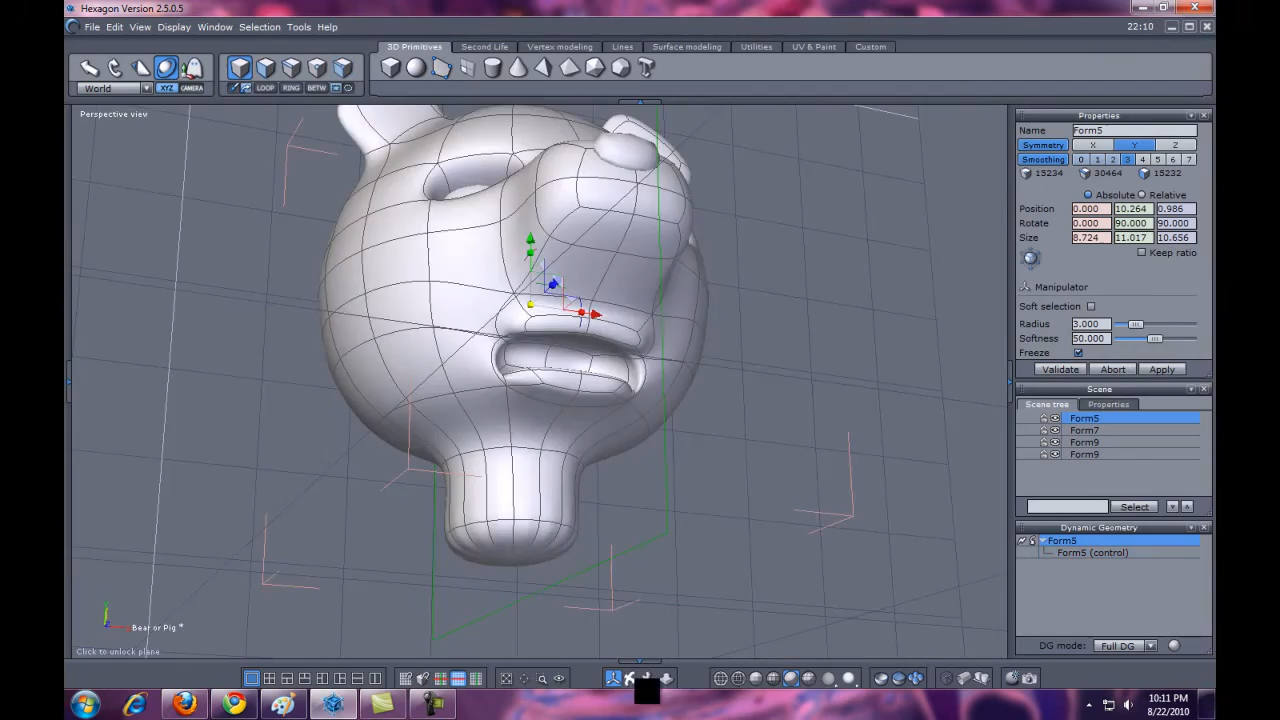 Hexagon Version 2.5.0.5
File Edit View Display Window Selection Tools Help
22:10
3D Primitives Second Life Vertex modeling Lines Surface modeling Utilities UV & Paint Custom
World XYZ CAMERA LOOP RING BETW
Perspective view
Properties
Name Form5
Symmetry X Y Z
Smoothing 0 1 2 3 4 5 6 7
15234 30464 15232
Absolute Relative
Position 0.000 10.264 0.986
Rotate 0.000 90.000 90.000
Size 8.724 11.017 10.656
Keep ratio
Manipulator
Soft selection
Radius 3.000
Softness 50.000
Freeze
Validate Abort Apply
Scene
Scene tree Properties
Form5
Form7
Form9
Form9
Select
Dynamic Geometry
Form5
Form5 (control)
Bear or Pig *
Click to unlock plane
DG mode: Full DG
10:11 PM
8/22/2010